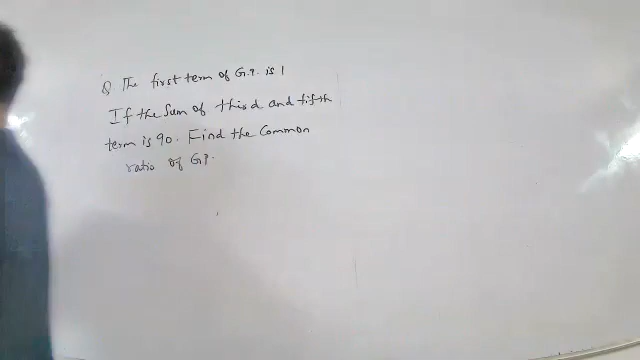 Q. The first term of G.P. is 1
If the Sum of third and fifth
term is 90. Find the Common
ratio of GP.